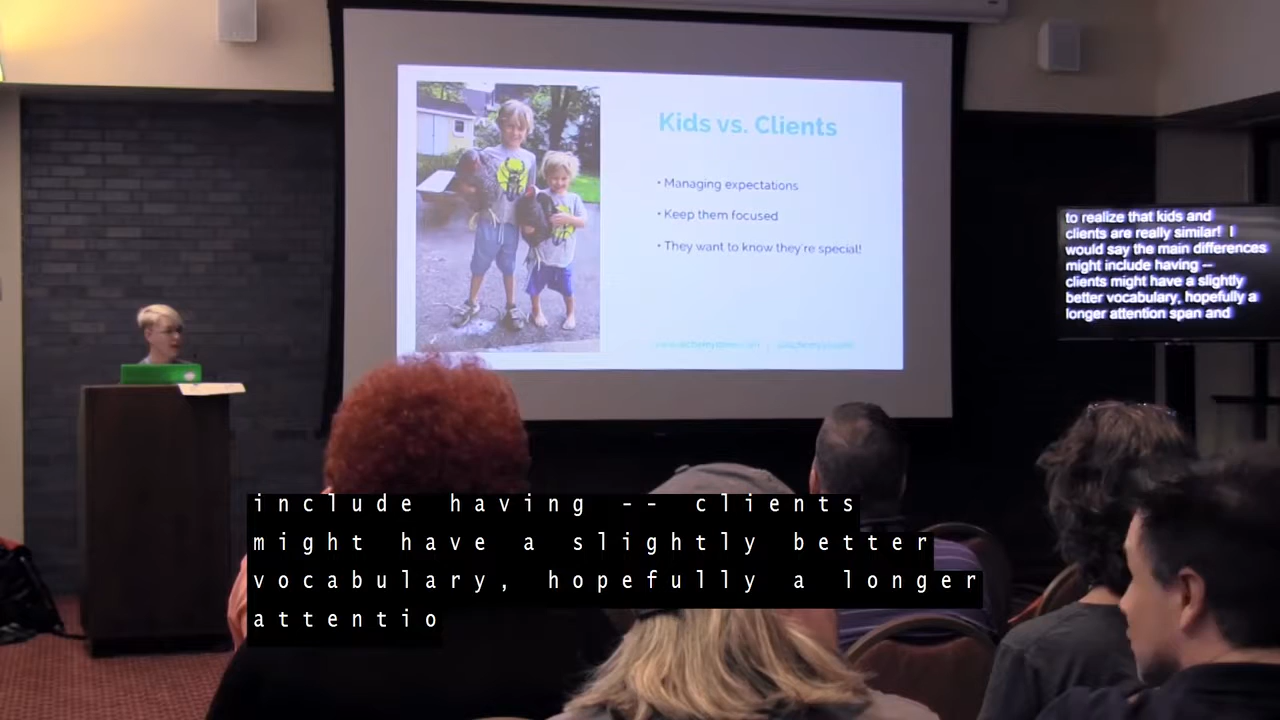 Kids vs. Clients
• Managing expectations
• Keep them focused
• They want to know they're special!
to realize that kids and
clients are really similar! I
would say the main differences
might include having --
clients might have a slightly
better vocabulary, hopefully a
longer attention span and
include having -- clients
might have a slightly better
vocabulary, hopefully a longer
attentio